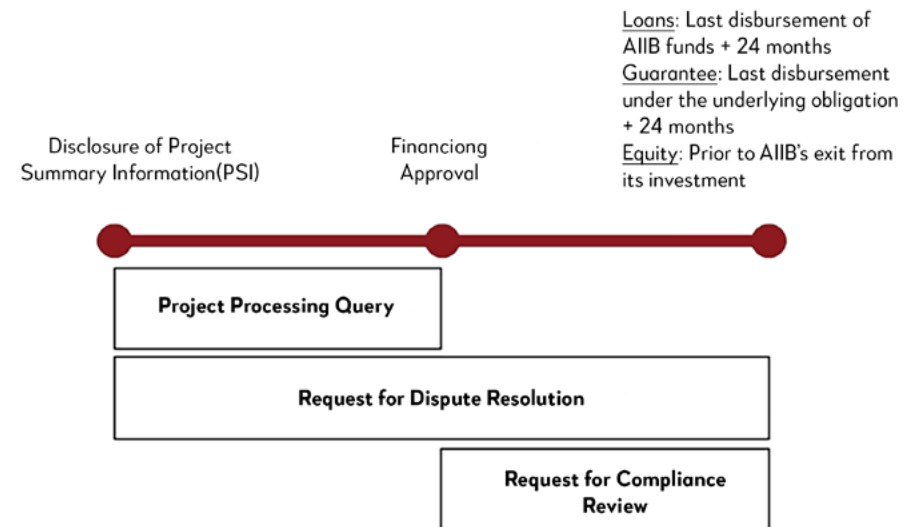 Loans: Last disbursement of
AIIB funds + 24 months
Guarantee: Last disbursement
under the underlying obligation
+ 24 months
Equity: Prior to AIIB's exit from
its investment
Disclosure of Project
Summary Information(PSI)
Financiong
Approval
Project Processing Query
Request for Dispute Resolution
Request for Compliance
Review